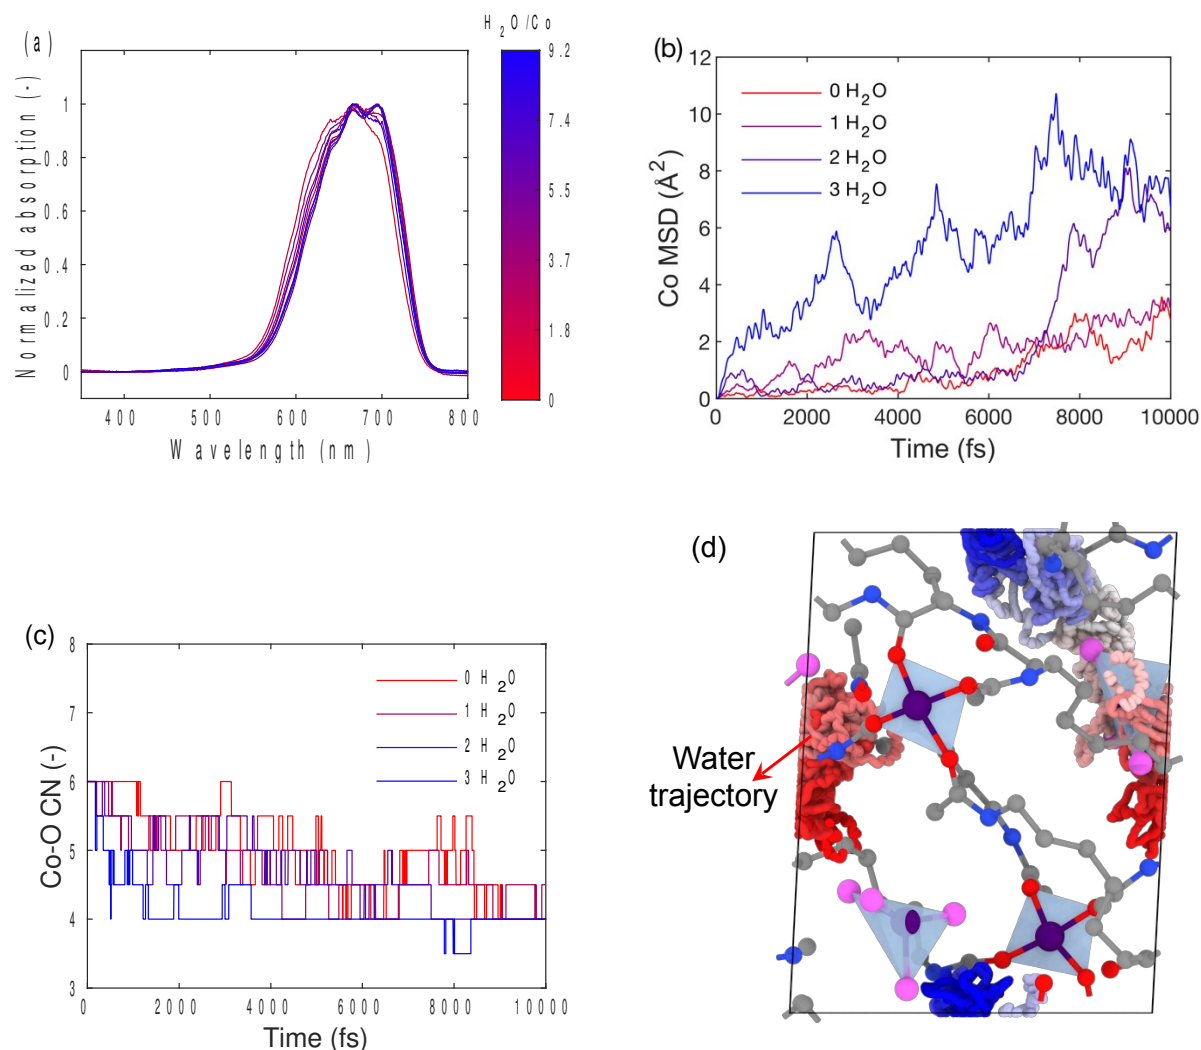 H2O/Co
(a)
9.2
7.4
5.5
3.7
1.8
0
Normalized absorption (-)
1
0.8
0.6
0.4
0.2
0
400 500 600 700 800
Wavelength (nm)
(b)
12
10
8
6
4
2
0
Co MSD (Å2)
0 H2O
1 H2O
2 H2O
3 H2O
0 2000 4000 6000 8000 10000
Time (fs)
(c)
8
7
6
5
4
3
Co-O CN (-)
0 H2O
1 H2O
2 H2O
3 H2O
0 2000 4000 6000 8000 10000
Time (fs)
(d)
Water
trajectory